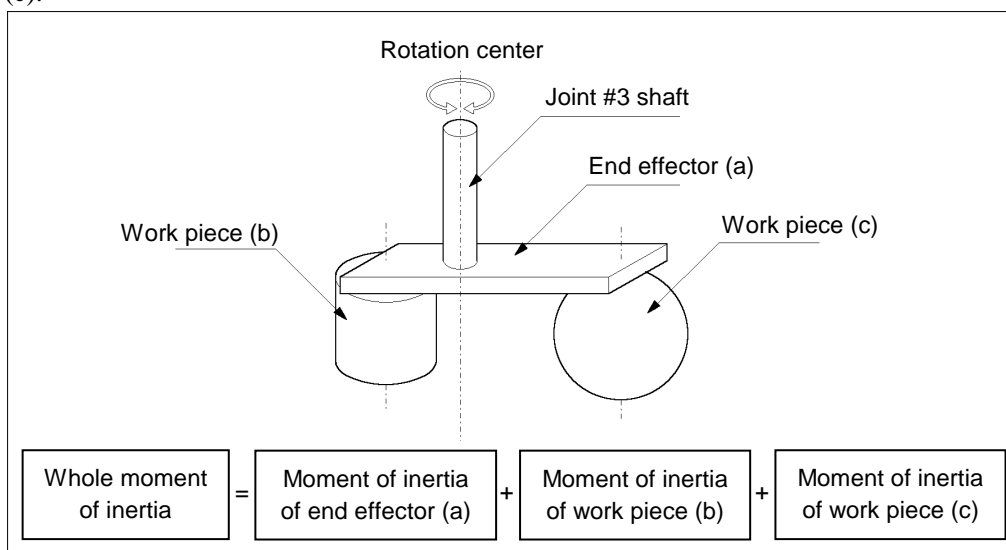 (c).
Rotation center
Joint #3 shaft
End effector (a)
Work piece (b)
Work piece (c)
Whole moment
of inertia
=
Moment of inertia
of end effector (a)
+
Moment of inertia
of work piece (b)
+
Moment of inertia
of work piece (c)